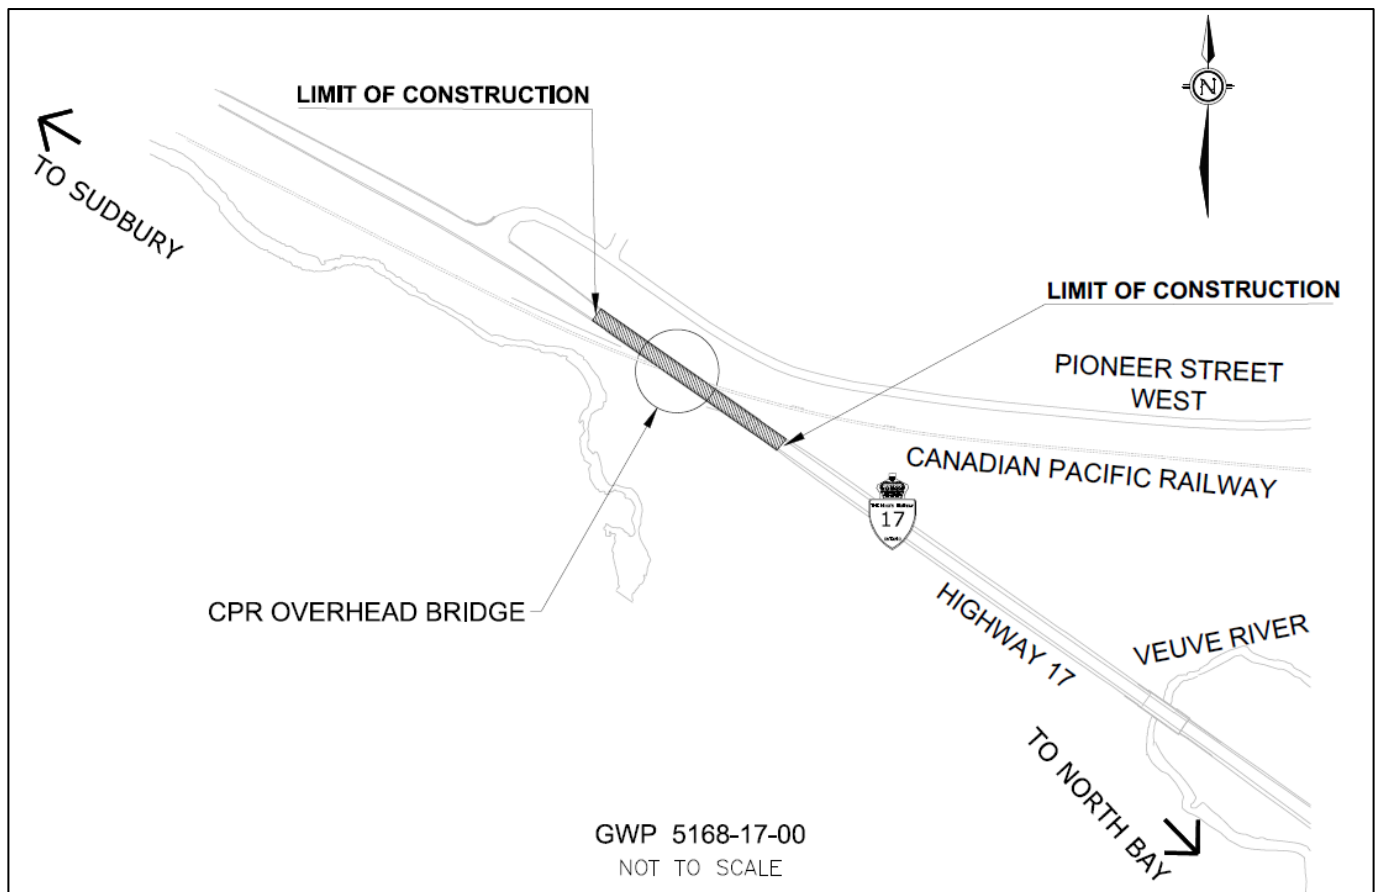 LIMIT OF CONSTRUCTION
N
TO SUDBURY
LIMIT OF CONSTRUCTION
PIONEER STREET
WEST
CANADIAN PACIFIC RAILWAY
17
CPR OVERHEAD BRIDGE
HIGHWAY 17
VEUVE RIVER
TO NORTH BAY
GWP 5168-17-00
NOT TO SCALE